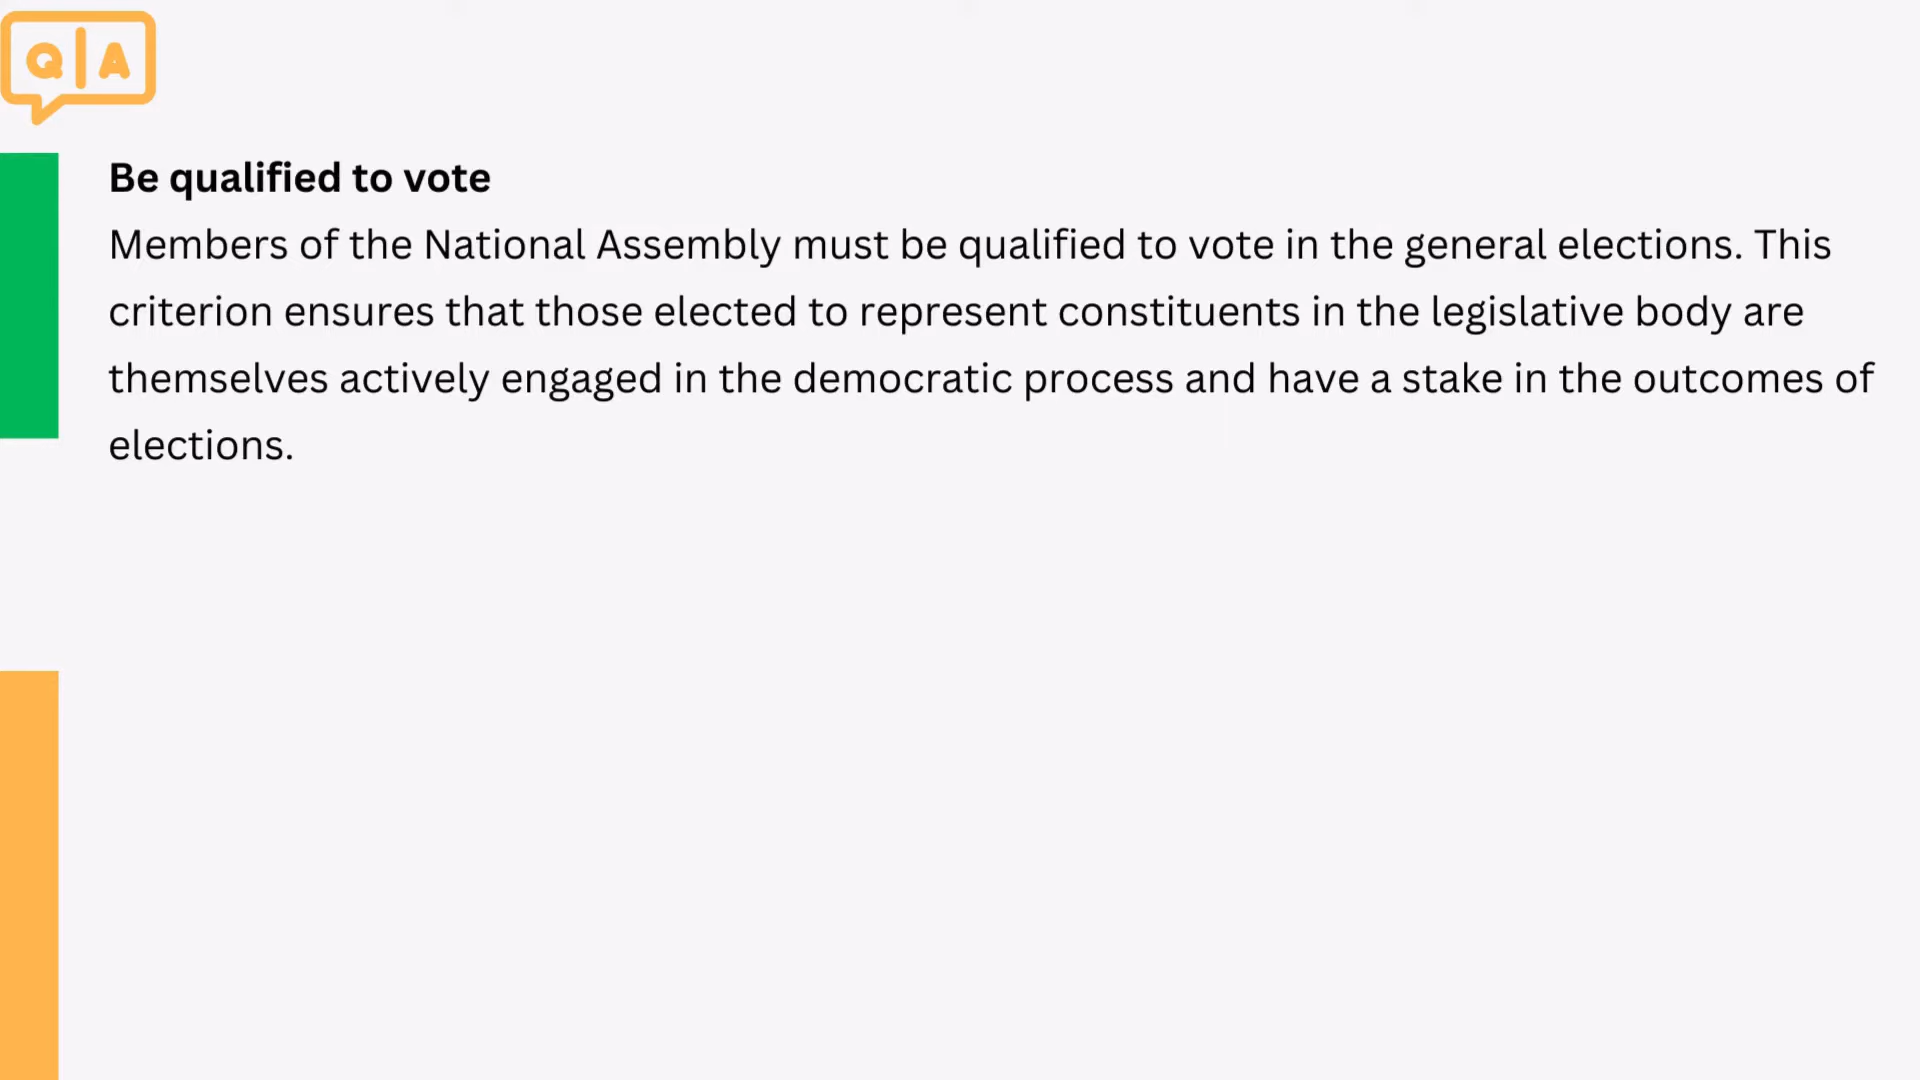 Q|A
Be qualified to vote
Members of the National Assembly must be qualified to vote in the general elections. This
criterion ensures that those elected to represent constituents in the legislative body are
themselves actively engaged in the democratic process and have a stake in the outcomes of
elections.